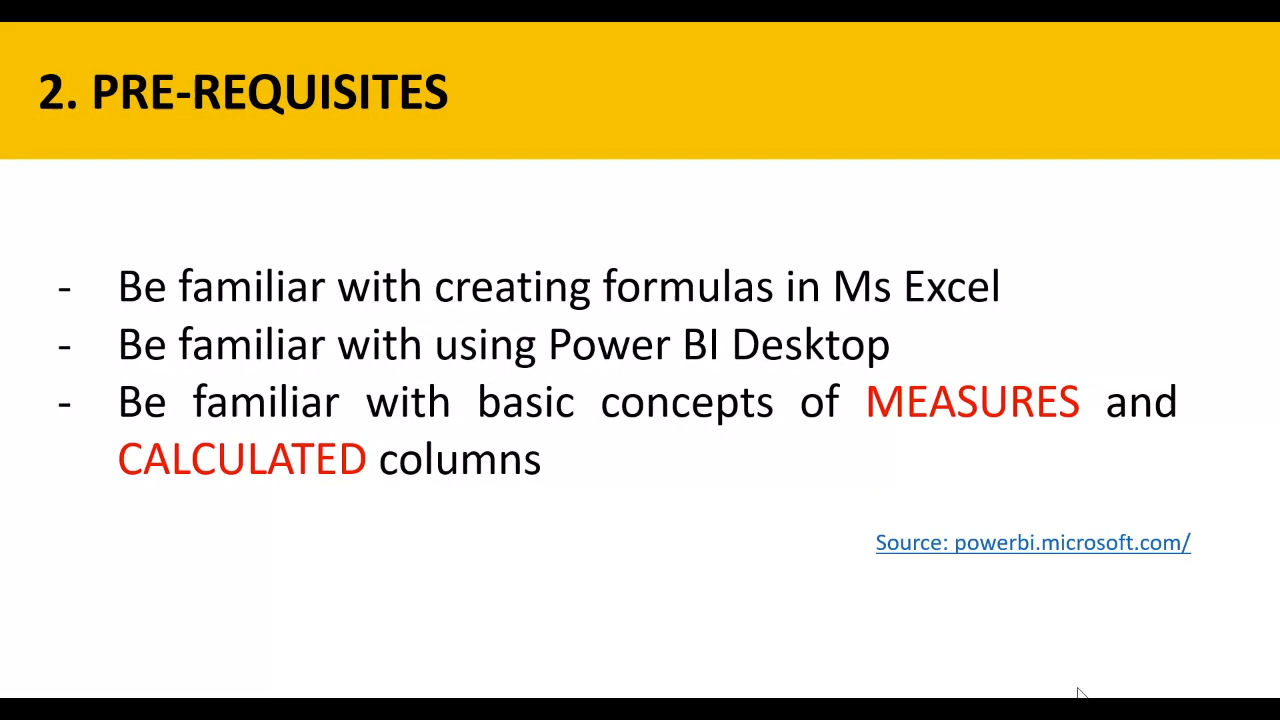 2. PRE-REQUISITES
- Be familiar with creating formulas in Ms Excel
- Be familiar with using Power BI Desktop
- Be familiar with basic concepts of MEASURES and
CALCULATED columns
Source: powerbi.microsoft.com/